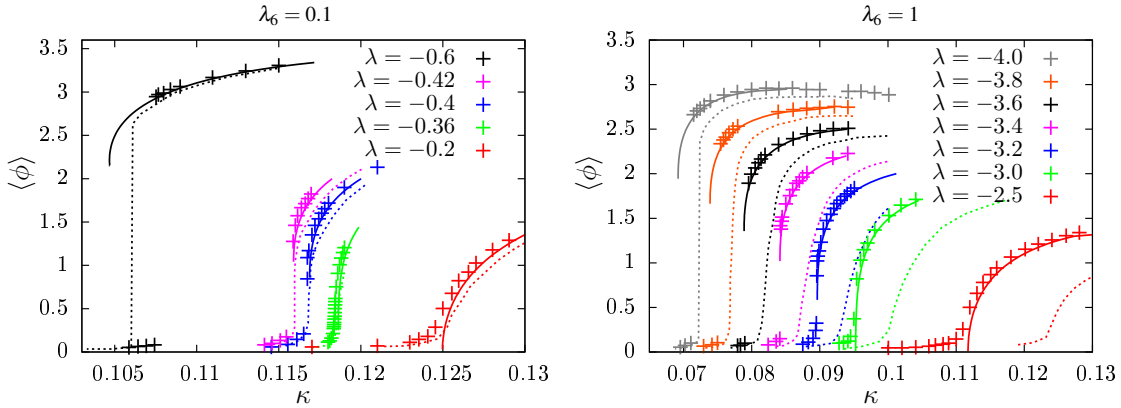 λ₆ = 0.1
3.5
3
2.5
2
1.5
1
0.5
0
⟨ϕ⟩
λ = −0.6
λ = −0.42
λ = −0.4
λ = −0.36
λ = −0.2
0.105 0.11 0.115 0.12 0.125 0.13
κ
λ₆ = 1
3.5
3
2.5
2
1.5
1
0.5
0
⟨ϕ⟩
λ = −4.0
λ = −3.8
λ = −3.6
λ = −3.4
λ = −3.2
λ = −3.0
λ = −2.5
0.07 0.08 0.09 0.1 0.11 0.12 0.13
κ